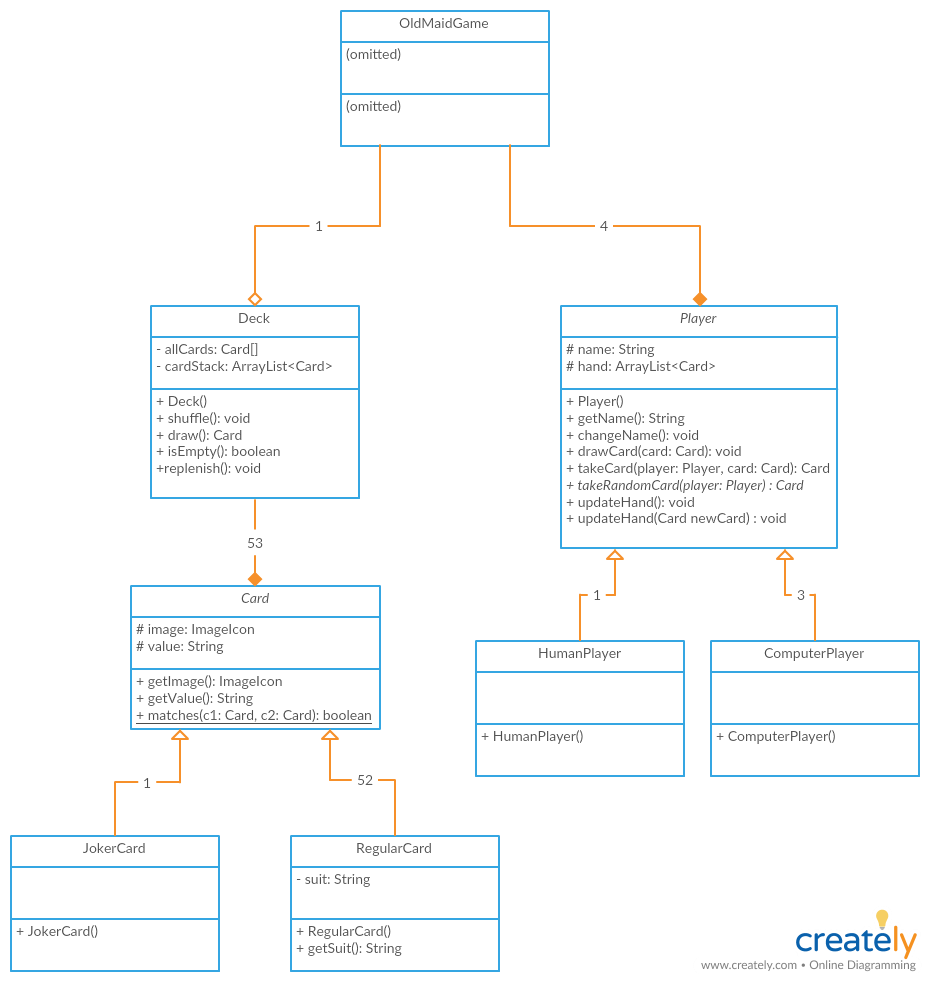 OldMaidGame
(omitted)
(omitted)
1
4
Deck
- allCards: Card[]
- cardStack: ArrayList<Card>
+ Deck()
+ shuffle(): void
+ draw(): Card
+ isEmpty(): boolean
+replenish(): void
Player
# name: String
# hand: ArrayList<Card>
+ Player()
+ getName(): String
+ changeName(): void
+ drawCard(card: Card): void
+ takeCard(player: Player, card: Card): Card
+ takeRandomCard(player: Player) : Card
+ updateHand(): void
+ updateHand(Card newCard) : void
53
Card
# image: ImageIcon
# value: String
+ getImage(): ImageIcon
+ getValue(): String
+ matches(c1: Card, c2: Card): boolean
1
3
HumanPlayer
+ HumanPlayer()
ComputerPlayer
+ ComputerPlayer()
1
52
JokerCard
+ JokerCard()
RegularCard
- suit: String
+ RegularCard()
+ getSuit(): String
creately
www.creately.com • Online Diagramming